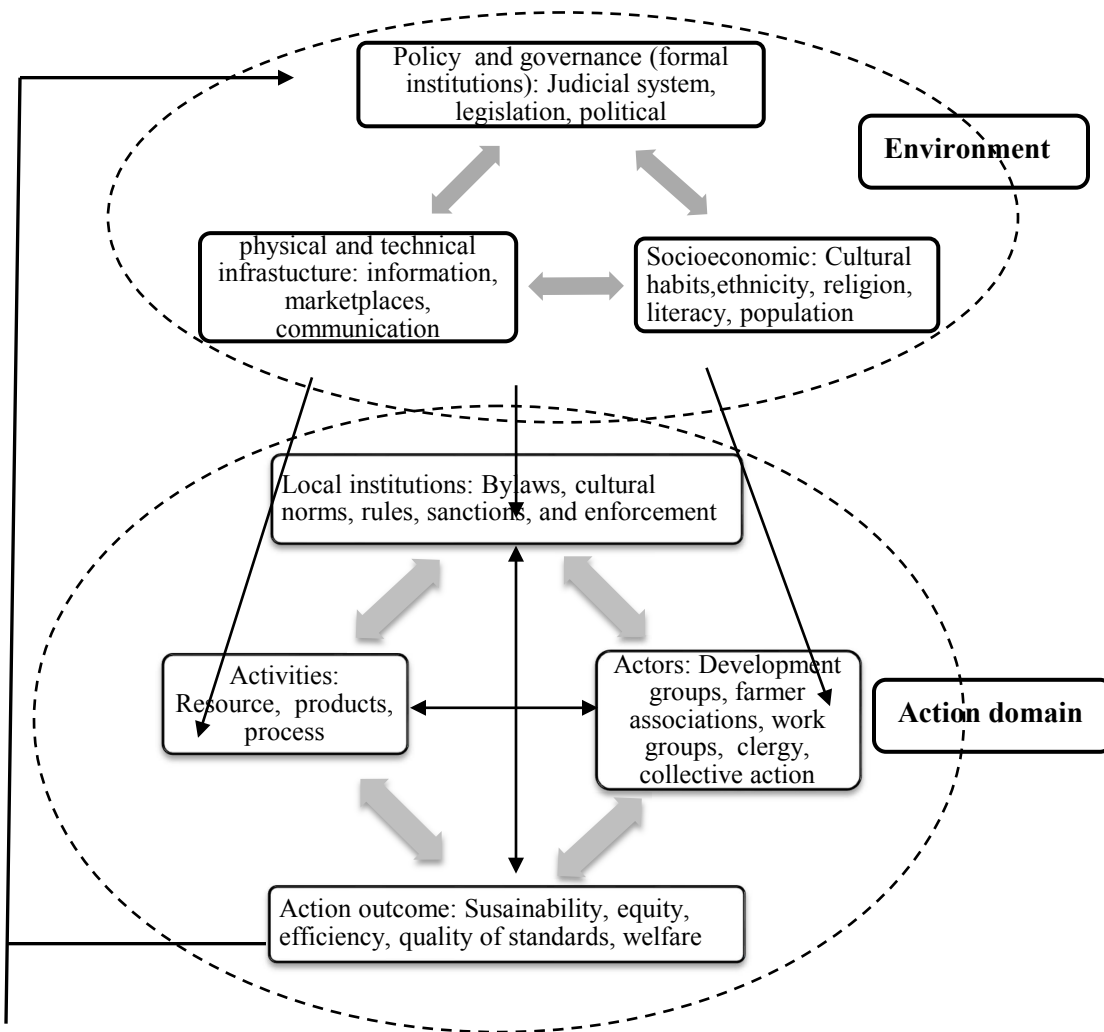 Policy  and governance (formal
institutions): Judicial system,
legislation, political
Environment
physical and technical
infrastucture: information,
marketplaces,
communication
Socioeconomic: Cultural
habits,ethnicity, religion,
literacy, population
Local institutions: Bylaws, cultural
norms, rules, sanctions, and enforcement
Activities:
Resource,  products,
process
Actors: Development
groups, farmer
associations, work
groups,  clergy,
collective action
Action domain
Action outcome: Susainability, equity,
efficiency, quality of standards, welfare